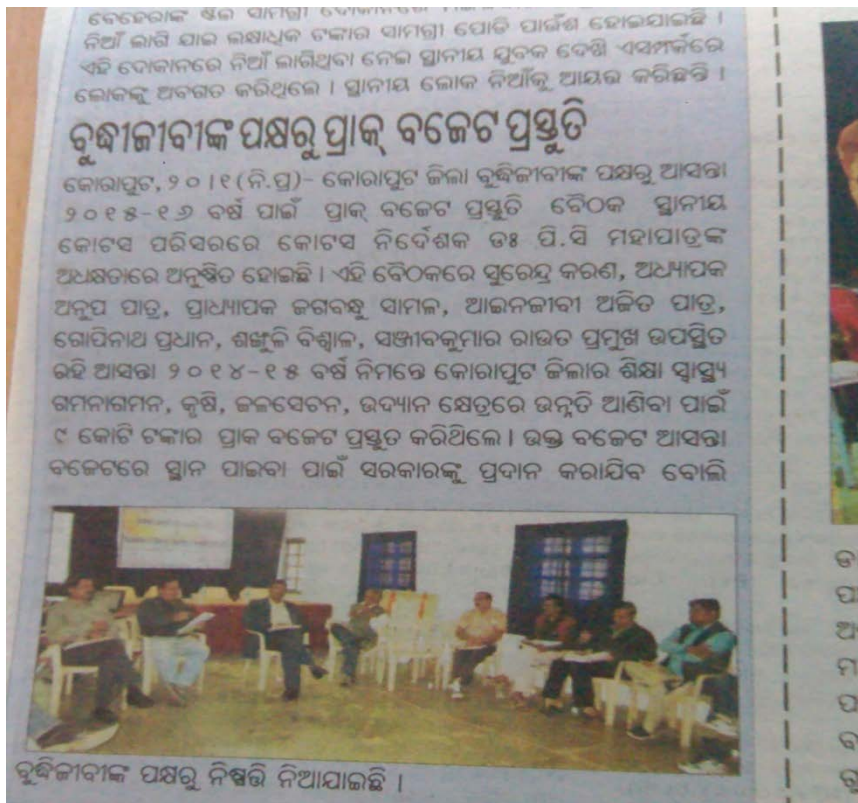 ବେହେରାଙ୍କ ଷଇ ସାମଗ୍ରୀ ଦୋକାନରେ
ନିଆଁ ଲାଗି ଯାଇ ଲକ୍ଷାଧିକ ଟଙ୍କାର ସାମଗ୍ରୀ ପୋଡି ପାଉଁଶ ହୋଇଯାଇଛି ।
ଏହି ଦୋକାନରେ ନିଆଁ ଲାଗିଥିବା ନେଇ ସ୍ଥାନୀୟ ଯୁବକ ଦେଖି ଏସମ୍ପର୍କରେ
ଲୋକଙ୍କୁ ଅବଗତ କରିଥିଲେ । ସ୍ଥାନୀୟ ଲୋକ ନିଆଁକୁ ଆୟତ୍ତ କରିଛନ୍ତି ।
ବୁଦ୍ଧିଜୀବୀଙ୍କ ପକ୍ଷରୁ ପ୍ରାକ୍ ବଜେଟ ପ୍ରସ୍ତୁତି
କୋରାପୁଟ, ୨୦।୧(ନି.ପ୍ର)- କୋରାପୁଟ ଜିଲା ବୁଦ୍ଧିଜୀବୀଙ୍କ ପକ୍ଷରୁ ଆସନ୍ତା
୨୦୧୫-୧୬ ବର୍ଷ ପାଇଁ ପ୍ରାକ୍ ବଜେଟ ପ୍ରସ୍ତୁତି ବୈଠକ ସ୍ଥାନୀୟ
କୋଟସ ପରିସରରେ କୋଟସ ନିର୍ଦେଶକ ଡଃ ପି.ସି ମହାପାତ୍ରଙ୍କ
ଅଧକ୍ଷତାରେ ଅନୁଷ୍ଠିତ ହୋଇଛି । ଏହି ବୈଠକରେ ସୁରେନ୍ଦ୍ର କରଣ, ଅଧ୍ୟାପକ
ଅନୁପ ପାତ୍ର, ପ୍ରାଧ୍ୟାପକ ଜଗବନ୍ଧୁ ସାମଲ, ଆଇନଜୀବୀ ଅଜିତ ପାତ୍ର,
ଗୋପିନାଥ ପ୍ରଧାନ, ଶଙ୍ଖୁଳି ବିଶ୍ୱାଳ, ସଞ୍ଜୀବକୁମାର ରାଉତ ପ୍ରମୁଖ ଉପସ୍ଥିତ
ରହି ଆସନ୍ତା ୨୦୧୪-୧୫ ବର୍ଷ ନିମନ୍ତେ କୋରାପୁଟ ଜିଲାର ଶିକ୍ଷା ସ୍ୱାସ୍ଥ୍ୟ
ଗମନାଗମନ, କୃଷି, ଜଳସେଚନ, ଉଦ୍ୟାନ କ୍ଷେତ୍ରରେ ଉନ୍ନତି ଆଣିବା ପାଇଁ
୯ କୋଟି ଟଙ୍କାର ପ୍ରାକ ବଜେଟ ପ୍ରସ୍ତୁତ କରିଥିଲେ । ଉକ୍ତ ବଜେଟ ଆସନ୍ତା
ବଜେଟରେ ସ୍ଥାନ ପାଇବା ପାଇଁ ସରକାରଙ୍କୁ ପ୍ରଦାନ କରାଯିବ ବୋଲି
ବୁଦ୍ଧିଜୀବୀଙ୍କ ପକ୍ଷରୁ ନିଷ୍ପତ୍ତି ନିଆଯାଇଛି ।